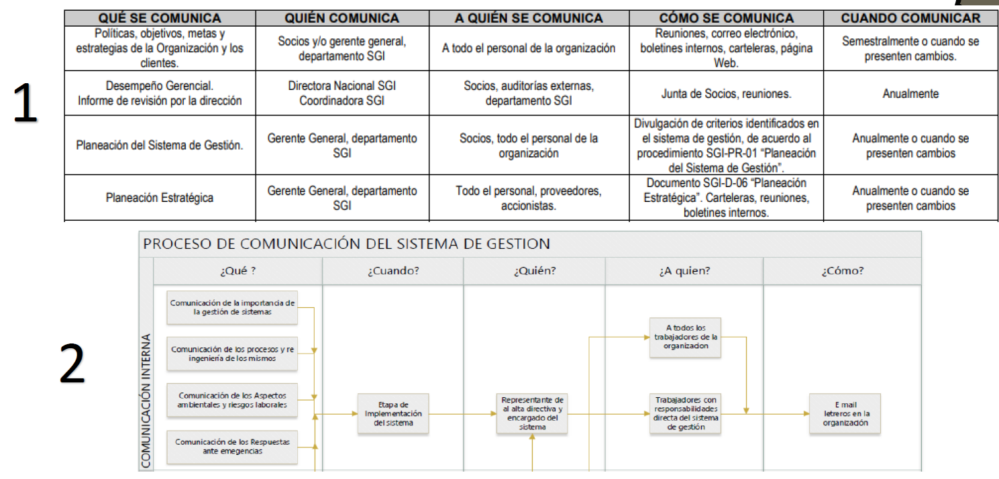 QUÉ SE COMUNICA QUIÉN COMUNICA A QUIÉN SE COMUNICA CÓMO SE COMUNICA CUANDO COMUNICAR
Políticas, objetivos, metas y
estrategias de la Organización y los
clientes.
Socios y/o gerente general,
departamento SGI
A todo el personal de la organización
Reuniones, correo electrónico,
boletines internos, carteleras, página
Web.
Semestralmente o cuando se
presenten cambios.
1
Desempeño Gerencial.
Informe de revisión por la dirección
Directora Nacional SGI
Coordinadora SGI
Socios, auditorías externas,
departamento SGI
Junta de Socios, reuniones.
Anualmente
Planeación del Sistema de Gestión.
Gerente General, departamento
SGI
Socios, todo el personal de la
organización
Divulgación de criterios identificados en
el sistema de gestión, de acuerdo al
procedimiento SGI-PR-01 “Planeación
del Sistema de Gestión”.
Anualmente o cuando se
presenten cambios
Planeación Estratégica
Gerente General, departamento
SGI
Todo el personal, proveedores,
accionistas.
Documento SGI-D-06 “Planeación
Estratégica”. Carteleras, reuniones,
boletines internos.
Anualmente o cuando se
presenten cambios
2
PROCESO DE COMUNICACIÓN DEL SISTEMA DE GESTION
¿Qué ? ¿Cuando? ¿Quién? ¿A quien? ¿Cómo?
COMUNICACIÓN INTERNA
Comunicación de la importancia de
la gestión de sistemas
Comunicación de los procesos y re
ingeniería de los mismos
Comunicación de los Aspectos
ambientales y riesgos laborales
Comunicación de los Respuestas
ante emegencias
Etapa de
Implementación
del sistema
Representante de
al alta directiva y
encargado del
sistema
A todos los
trabajadores de la
organizacion
Trabajadores con
responsabilidades
directa del sistema
de gestión
E mail
letreros en la
organización